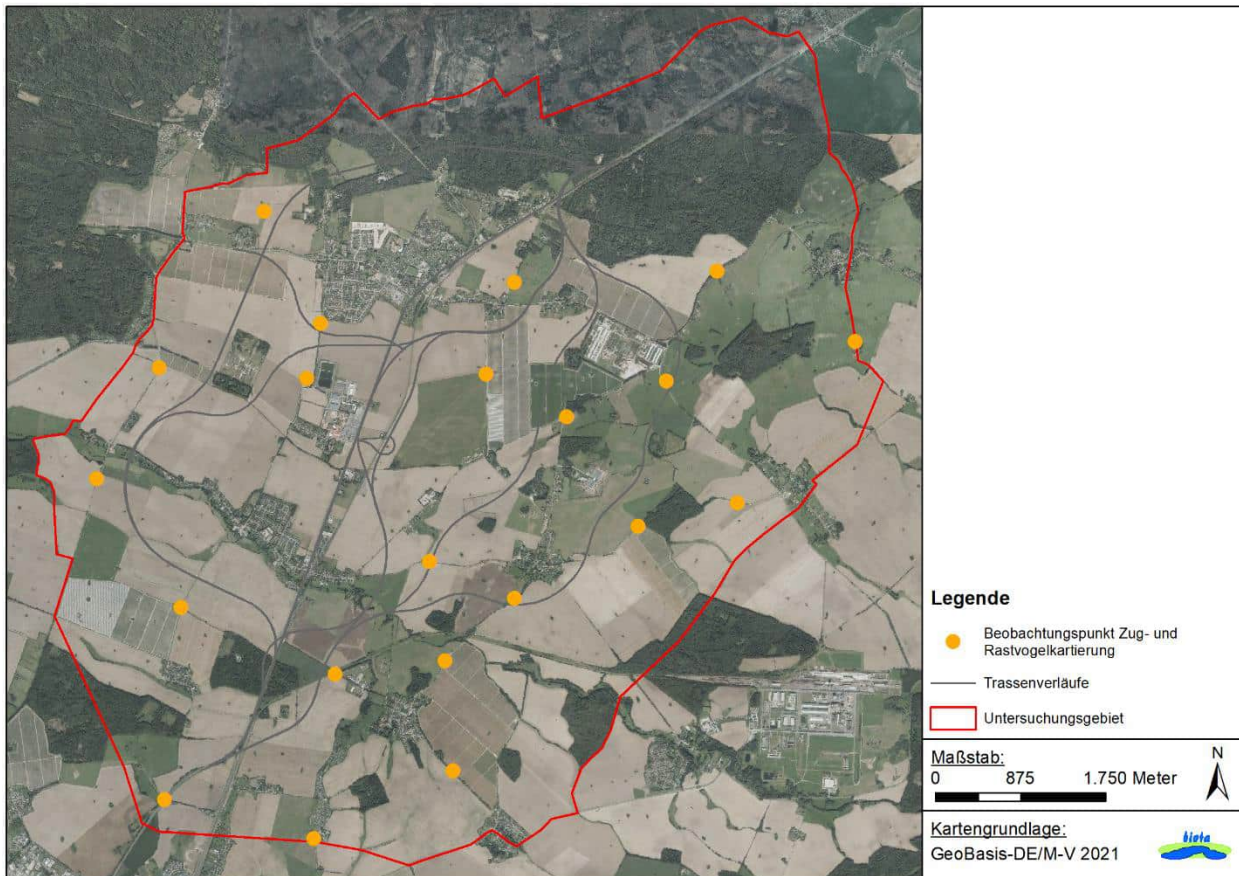 Legende
Beobachtungspunkt Zug- und
Rastvogelkartierung
Trassenverläufe
Untersuchungsgebiet
Maßstab:
0 875 1.750 Meter
N
Kartengrundlage:
GeoBasis-DE/M-V 2021
biota